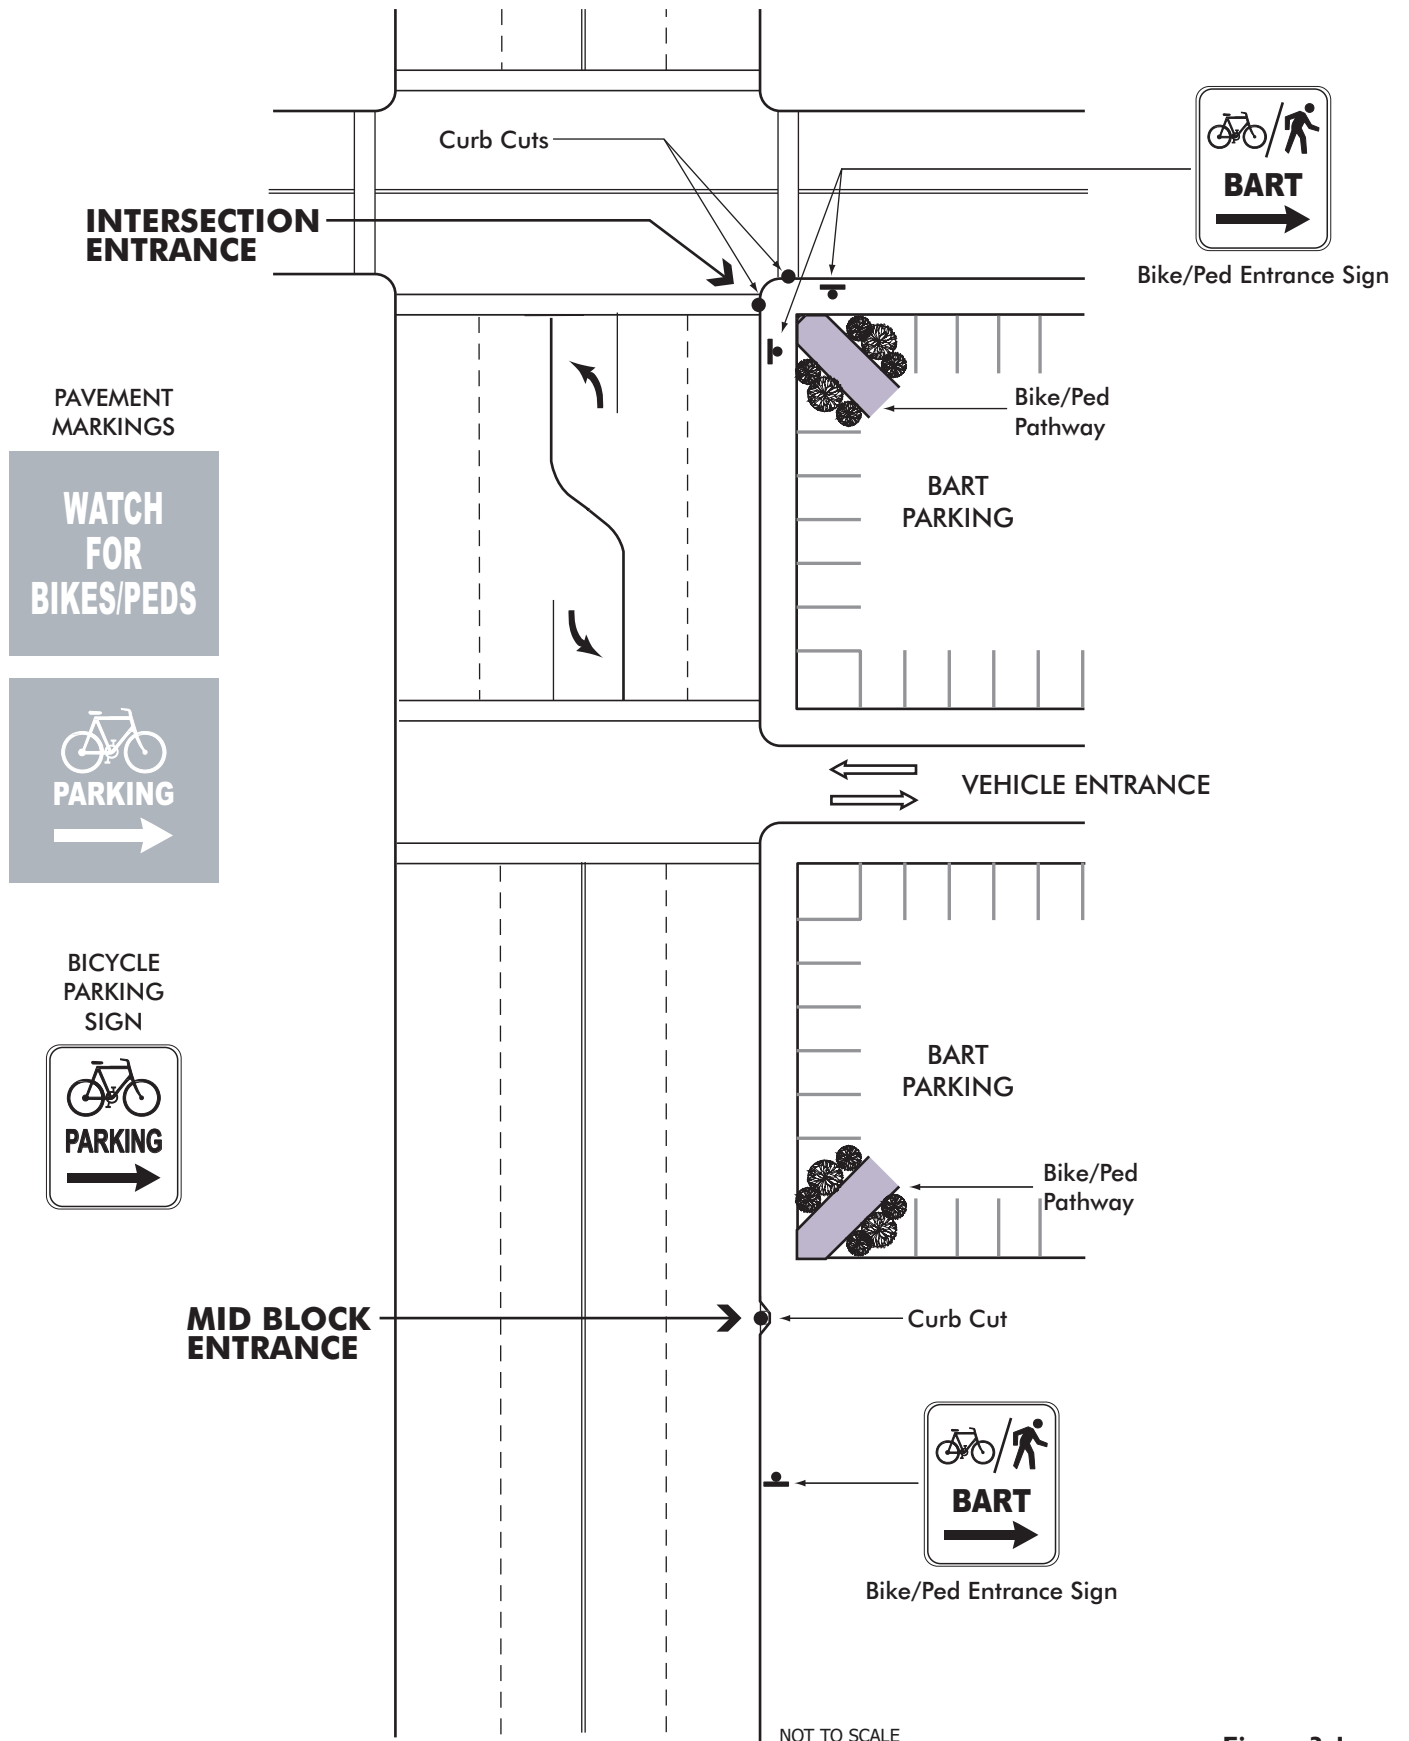 Curb Cuts
BART
Bike/Ped Entrance Sign
INTERSECTION
ENTRANCE
PAVEMENT
MARKINGS
WATCH
FOR
BIKES/PEDS
PARKING
Bike/Ped
Pathway
BART
PARKING
VEHICLE ENTRANCE
BICYCLE
PARKING
SIGN
PARKING
BART
PARKING
Bike/Ped
Pathway
MID BLOCK
ENTRANCE
Curb Cut
BART
Bike/Ped Entrance Sign
NOT TO SCALE